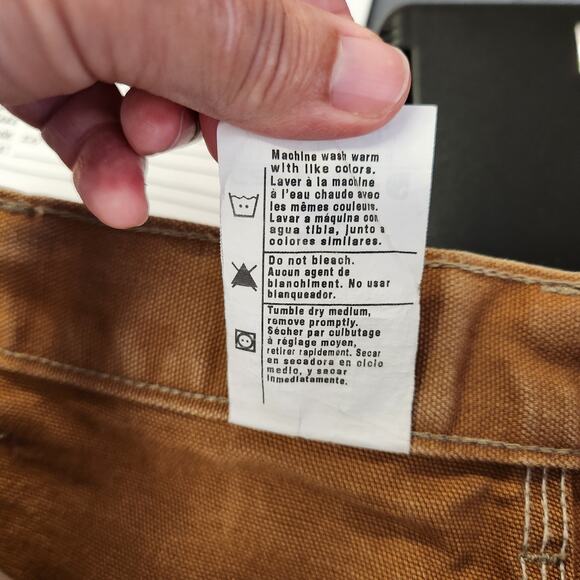 Machine wash warm
with like colors.
Laver à la machine
à l'eau chaude avec
les mêmes couleurs.
Lavar a máquina con
agua tibia, junto a
colores similares.
Do not bleach.
Aucun agent de
blanchiment. No usar
blanqueador.
Tumble dry medium,
remove promptly.
Sécher par culbutage
à réglage moyen,
retirer rapidement. Secar
en secadora en ciclo
medio, y sacar
inmediatamente.